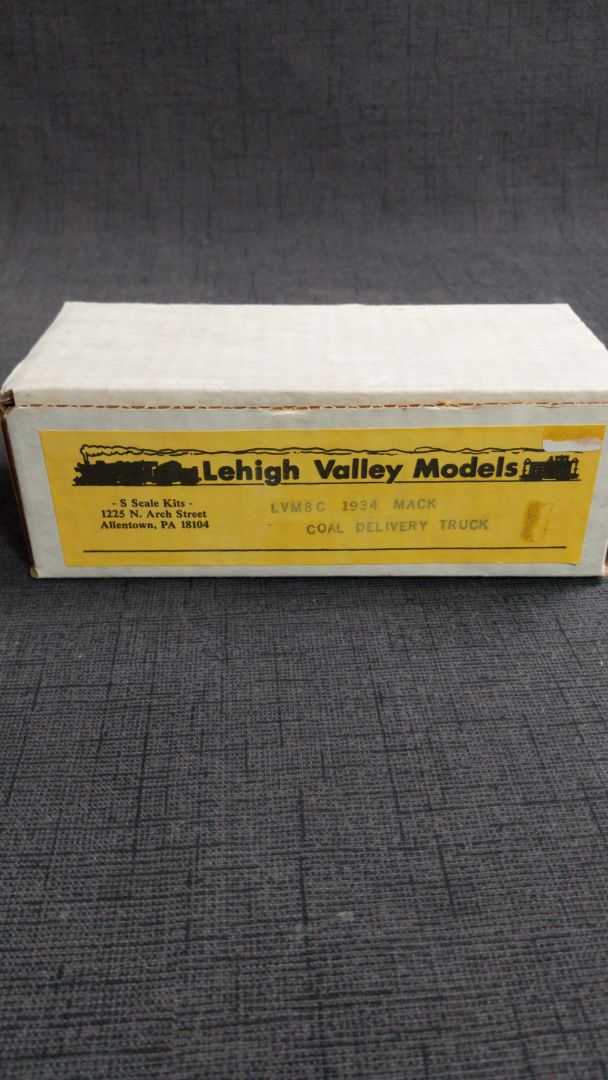 Lehigh Valley Models
- S Scale Kits -
1225 N. Arch Street
Allentown, PA 18104
LVM8C 1934 MACK
COAL DELIVERY TRUCK